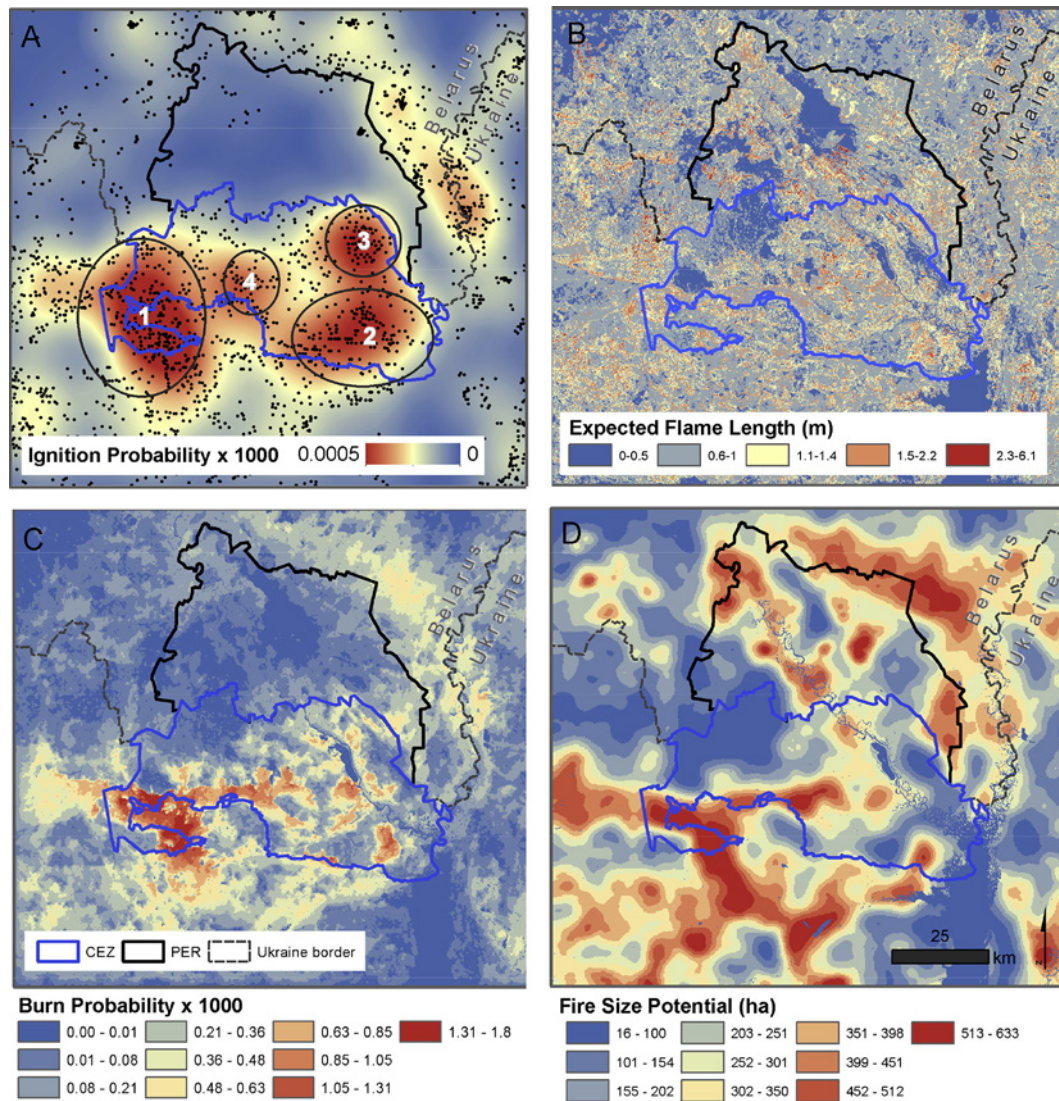 A
Belarus
Ukraine
1
2
3
4
Ignition Probability x 1000 0.0005 0
B
Belarus
Ukraine
Expected Flame Length (m)
0-0.5 0.6-1 1.1-1.4 1.5-2.2 2.3-6.1
C
Belarus
Ukraine
CEZ PER Ukraine border
D
Belarus
Ukraine
25
km
N
Burn Probability x 1000
0.00 - 0.01 0.21 - 0.36 0.63 - 0.85 1.31 - 1.8
0.01 - 0.08 0.36 - 0.48 0.85 - 1.05
0.08 - 0.21 0.48 - 0.63 1.05 - 1.31
Fire Size Potential (ha)
16 - 100 203 - 251 351 - 398 513 - 633
101 - 154 252 - 301 399 - 451
155 - 202 302 - 350 452 - 512